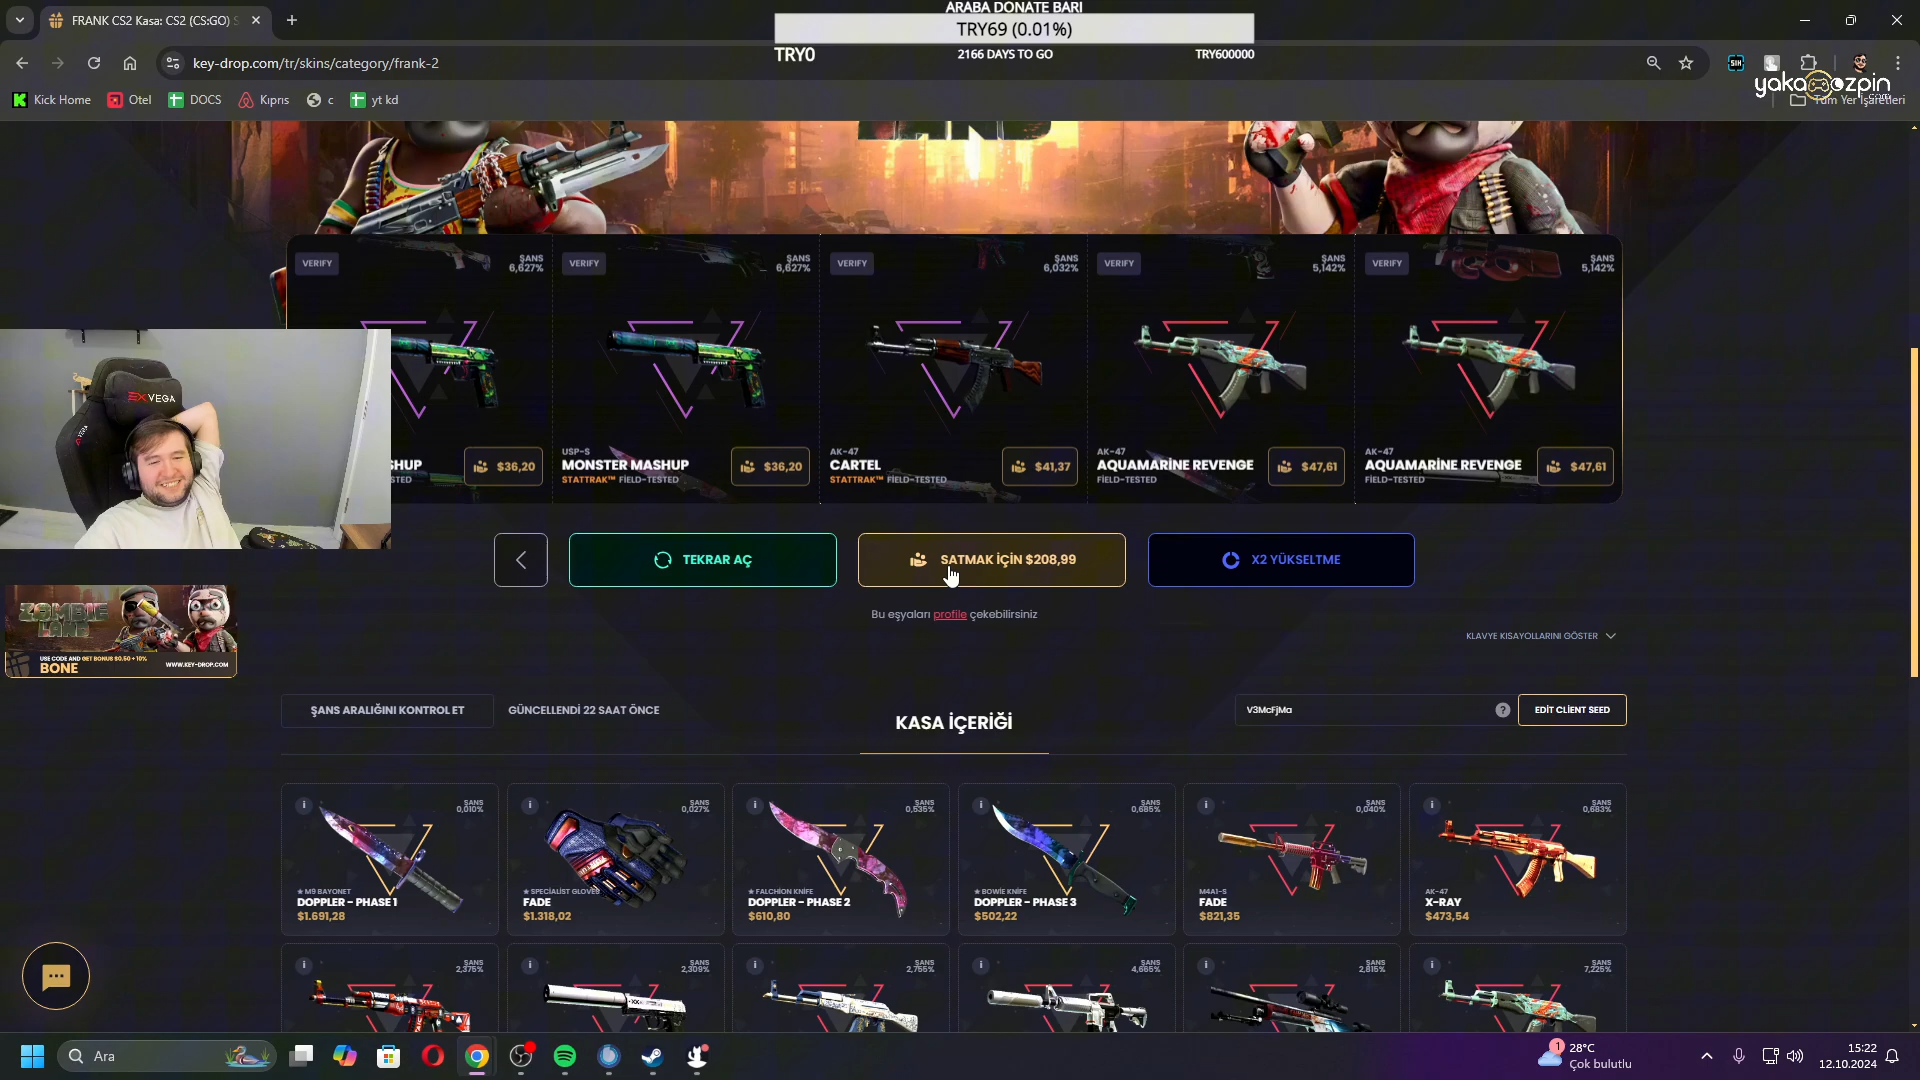 ARABA DONATE BARI
TRY69 (0.01%)
TRY0
2166 DAYS TO GO
TRY600000
FRANK CS2 Kasa: CS2 (CS:GO) S
key-drop.com/tr/skins/category/frank-2
SIH
yakamozpin
.com
Kick Home
Otel
DOCS
Kıprıs
c
yt kd
Tüm Yer İşaretleri
VERIFY
ŞANS
6,627%
VERIFY
ŞANS
6,627%
VERIFY
ŞANS
6,032%
VERIFY
ŞANS
5,142%
VERIFY
ŞANS
5,142%
SHUP
STED
$36,20
USP-S
MONSTER MASHUP
STATTRAK™ FİELD-TESTED
$36,20
AK-47
CARTEL
STATTRAK™ FİELD-TESTED
$41,37
AK-47
AQUAMARİNE REVENGE
FİELD-TESTED
$47,61
AK-47
AQUAMARİNE REVENGE
FİELD-TESTED
$47,61
VEGA
TEKRAR AÇ
SATMAK İÇİN $208,99
X2 YÜKSELTME
Bu eşyaları profile çekebilirsiniz
KLAVYE KISAYOLLARINI GÖSTER
ZOMBIE
LAND
USE CODE AND GET BONUS $0.50 + 10%
BONE
WWW.KEY-DROP.COM
ŞANS ARALIĞINI KONTROL ET
GÜNCELLENDİ 22 SAAT ÖNCE
KASA İÇERİĞİ
V3McFjMa
?
EDİT CLİENT SEED
ŞANS
0,010%
★ M9 BAYONET
DOPPLER - PHASE 1
$1.691,28
ŞANS
0,027%
★ SPECİALİST GLOVES
FADE
$1.318,02
ŞANS
0,535%
★ FALCHİON KNİFE
DOPPLER - PHASE 2
$610,80
ŞANS
0,685%
★ BOWİE KNİFE
DOPPLER - PHASE 3
$502,22
ŞANS
0,040%
M4A1-S
FADE
$821,35
ŞANS
0,683%
AK-47
X-RAY
$473,54
ŞANS
2,375%
ŞANS
2,309%
ŞANS
2,755%
ŞANS
4,665%
ŞANS
2,815%
ŞANS
7,225%
Ara
1
28°C
Çok bulutlu
15:22
12.10.2024